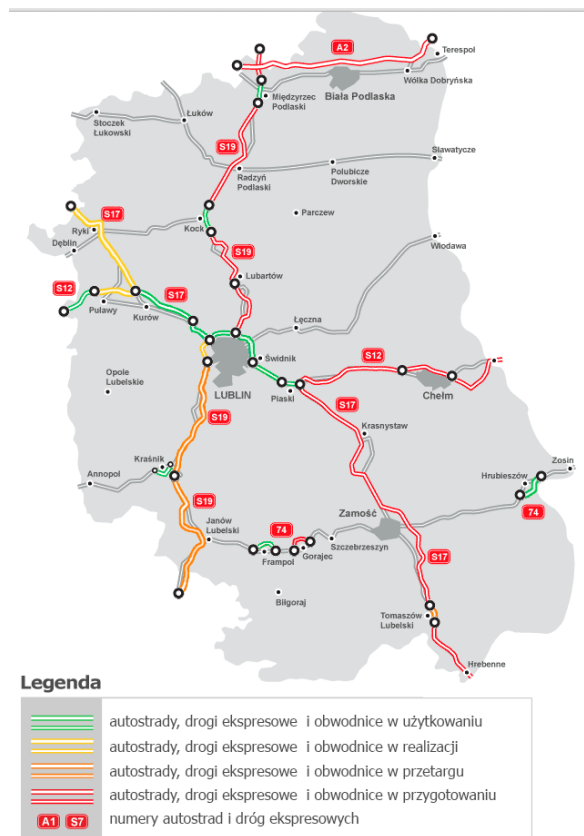 A2
Terespol
Wólka Dobryńska
Biała Podlaska
Międzyrzec
Podlaski
Łuków
Stoczek
Łukowski
S19
Sławatycze
Radzyń
Podlaski
Polubicze
Dworskie
S17
Parczew
Ryki
Kock
Dęblin
Włodawa
S19
Lubartów
S12
S17
Puławy
Kurów
Łęczna
Świdnik
S12
Opole
Lubelskie
LUBLIN
Piaski
Chełm
S17
S19
Krasnystaw
Kraśnik
Zosin
Annopol
Hrubieszów
S19
Janów
Lubelski
74
Zamość
74
Szczebrzeszyn
Gorajec
Frampol
S17
Biłgoraj
Tomaszów
Lubelski
Hrebenne
Legenda
autostrady, drogi ekspresowe i obwodnice w użytkowaniu
autostrady, drogi ekspresowe i obwodnice w realizacji
autostrady, drogi ekspresowe i obwodnice w przetargu
autostrady, drogi ekspresowe i obwodnice w przygotowaniu
A1 S7 numery autostrad i dróg ekspresowych